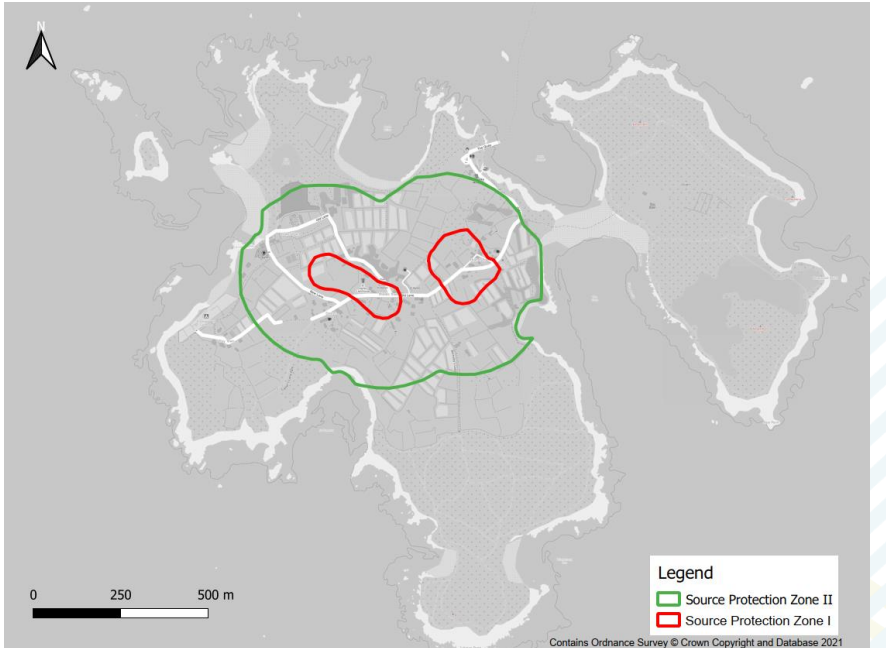 N
0 250 500 m
Legend
Source Protection Zone II
Source Protection Zone I
Contains Ordnance Survey © Crown Copyright and Database 2021